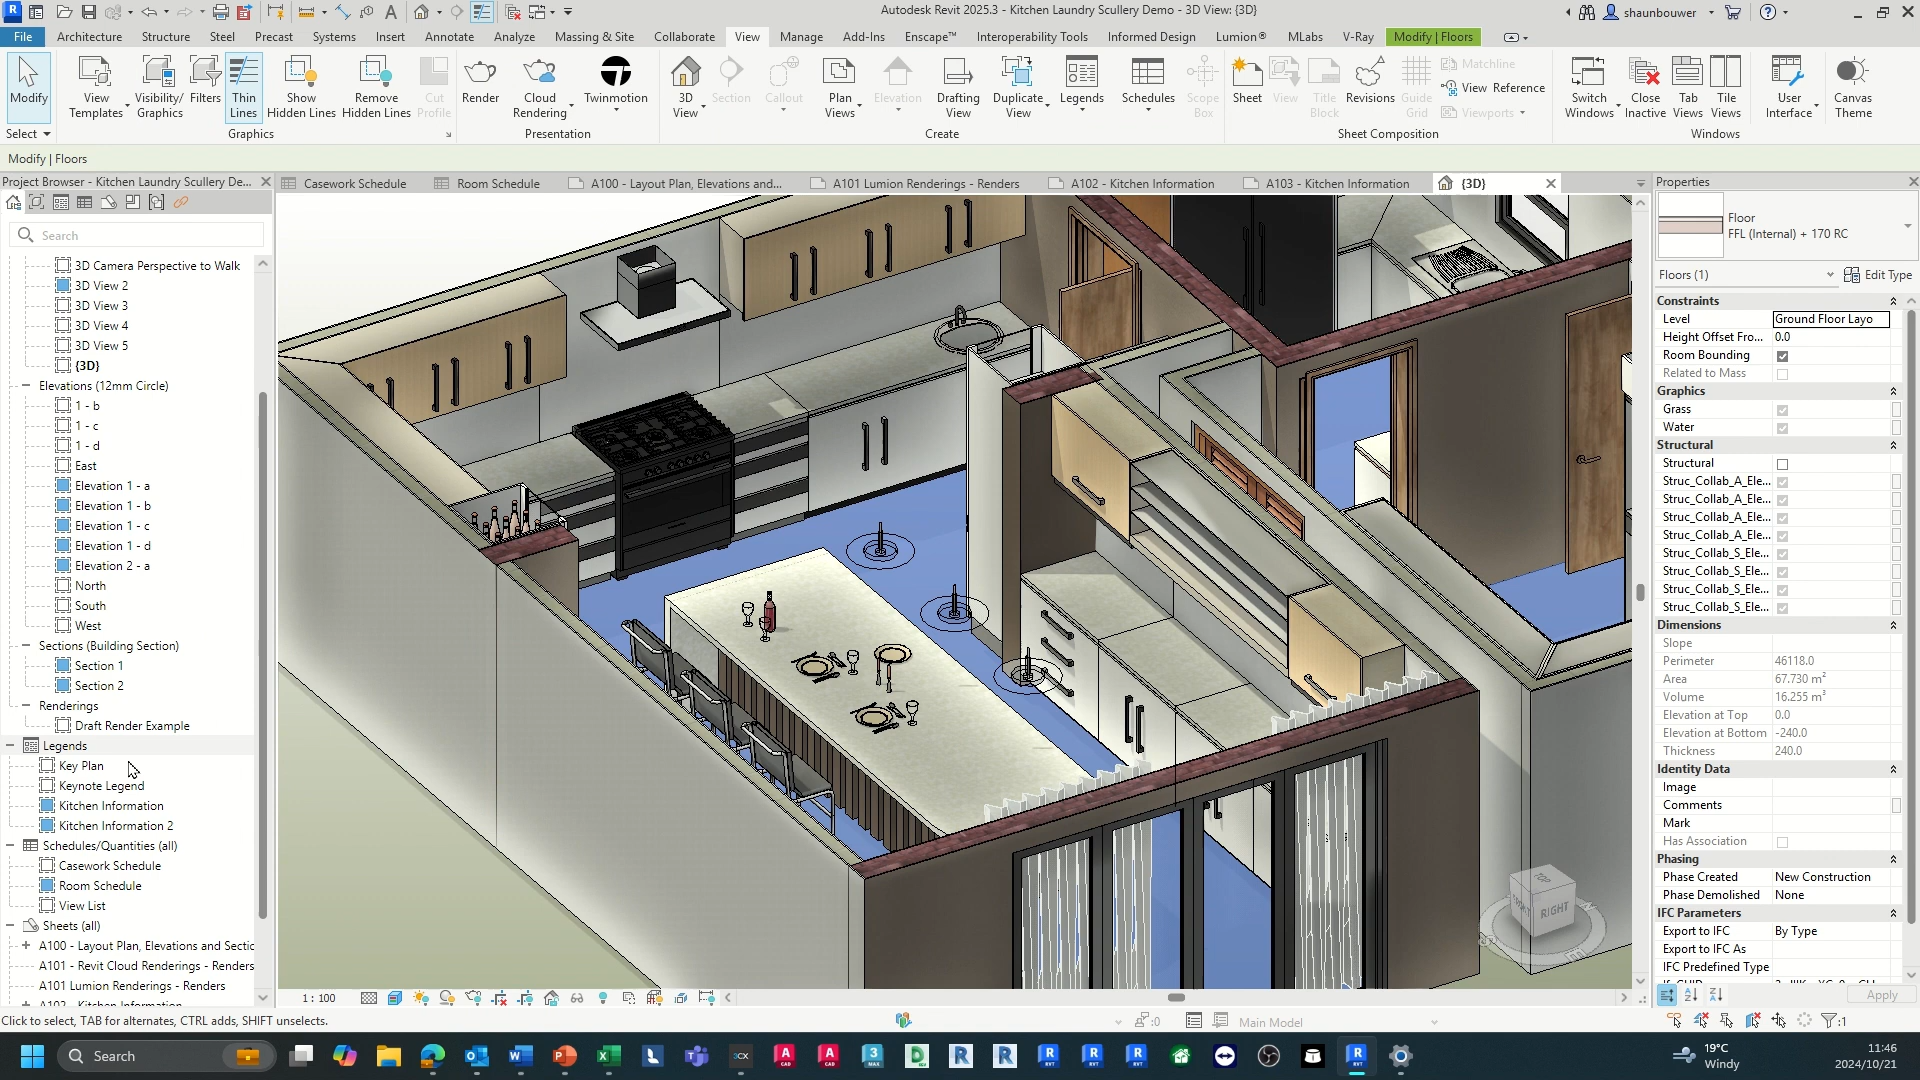 Autodesk Revit 2025.3 - Kitchen Laundry Scullery Demo - 3D View: {3D}
shaunbouwer
File Architecture Structure Steel Precast Systems Insert Annotate Analyze Massing & Site Collaborate View Manage Add-Ins Enscape™ Interoperability Tools Informed Design Lumion® MLabs V-Ray Modify | Floors
Modify
View Templates
Visibility/ Graphics
Filters
Thin Lines
Show Hidden Lines
Remove Hidden Lines
Cut Profile
Render
Cloud Rendering
Twinmotion
3D View
Section
Callout
Plan Views
Elevation
Drafting View
Duplicate View
Legends
Schedules
Scope Box
Sheet
View
Title Block
Revisions
Guide Grid
Matchline
View Reference
Viewports
Switch Windows
Close Inactive
Tab Views
Tile Views
User Interface
Canvas Theme
Select Graphics Presentation Create Sheet Composition Windows
Modify | Floors
Project Browser - Kitchen Laundry Scullery De...
Casework Schedule
Room Schedule
A100 - Layout Plan, Elevations and...
A101 Lumion Renderings - Renders
A102 - Kitchen Information
A103 - Kitchen Information
{3D}
Search
3D Camera Perspective to Walk
3D View 2
3D View 3
3D View 4
3D View 5
{3D}
Elevations (12mm Circle)
1 - b
1 - c
1 - d
East
Elevation 1 - a
Elevation 1 - b
Elevation 1 - c
Elevation 1 - d
Elevation 2 - a
North
South
West
Sections (Building Section)
Section 1
Section 2
Renderings
Draft Render Example
Legends
Key Plan
Keynote Legend
Kitchen Information
Kitchen Information 2
Schedules/Quantities (all)
Casework Schedule
Room Schedule
View List
Sheets (all)
A100 - Layout Plan, Elevations and Sectic
A101 - Revit Cloud Renderings - Renders
A101 Lumion Renderings - Renders
A102 - Kitchen Information
TOP
RIGHT
1 : 100
Properties
Floor
FFL (Internal) + 170 RC
Floors (1)
Edit Type
Constraints
Level Ground Floor Layo
Height Offset Fro... 0.0
Room Bounding
Related to Mass
Graphics
Grass
Water
Structural
Structural
Struc_Collab_A_Ele...
Struc_Collab_A_Ele...
Struc_Collab_A_Ele...
Struc_Collab_A_Ele...
Struc_Collab_S_Ele...
Struc_Collab_S_Ele...
Struc_Collab_S_Ele...
Struc_Collab_S_Ele...
Dimensions
Slope
Perimeter 46118.0
Area 67.730 m²
Volume 16.255 m³
Elevation at Top 0.0
Elevation at Bottom -240.0
Thickness 240.0
Identity Data
Image
Comments
Mark
Has Association
Phasing
Phase Created New Construction
Phase Demolished None
IFC Parameters
Export to IFC By Type
Export to IFC As
IFC Predefined Type
Apply
Click to select, TAB for alternates, CTRL adds, SHIFT unselects.
:0
Main Model
:1
Search
19°C
Windy
11:46
2024/10/21